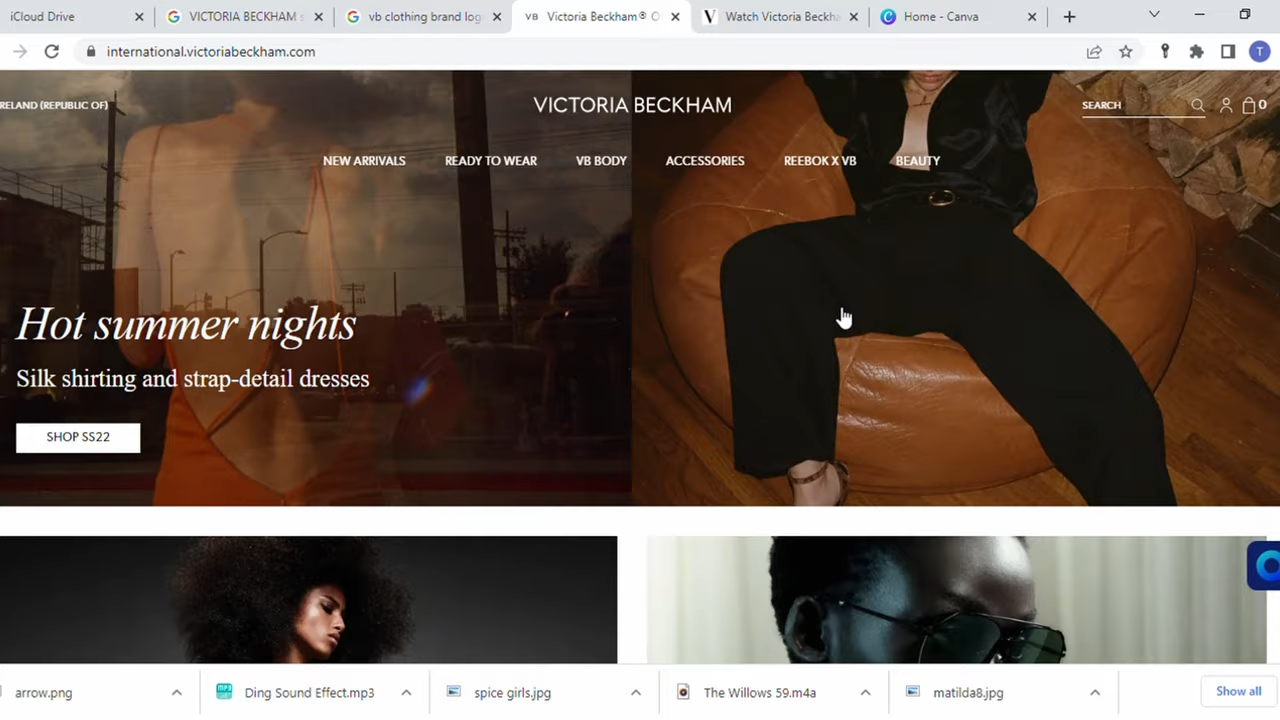 iCloud Drive
VICTORIA BECKHAM
vb clothing brand log
VB Victoria Beckham® O
Watch Victoria Beckha
Home - Canva
international.victoriabeckham.com
T
RELAND (REPUBLIC OF)
VICTORIA BECKHAM
SEARCH
0
NEW ARRIVALS
READY TO WEAR
VB BODY
ACCESSORIES
REEBOK X VB
BEAUTY
Hot summer nights
Silk shirting and strap-detail dresses
SHOP SS22
arrow.png
Ding Sound Effect.mp3
spice girls.jpg
The Willows 59.m4a
matilda8.jpg
Show all